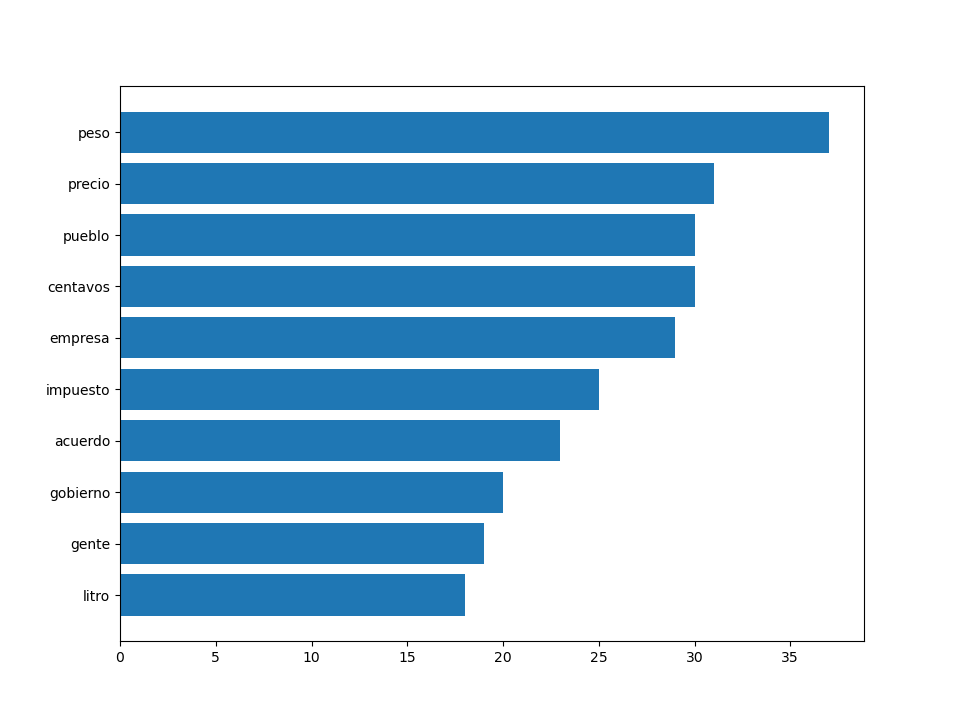 peso
precio
pueblo
centavos
empresa
impuesto
acuerdo
gobierno
gente
litro
0 5 10 15 20 25 30 35